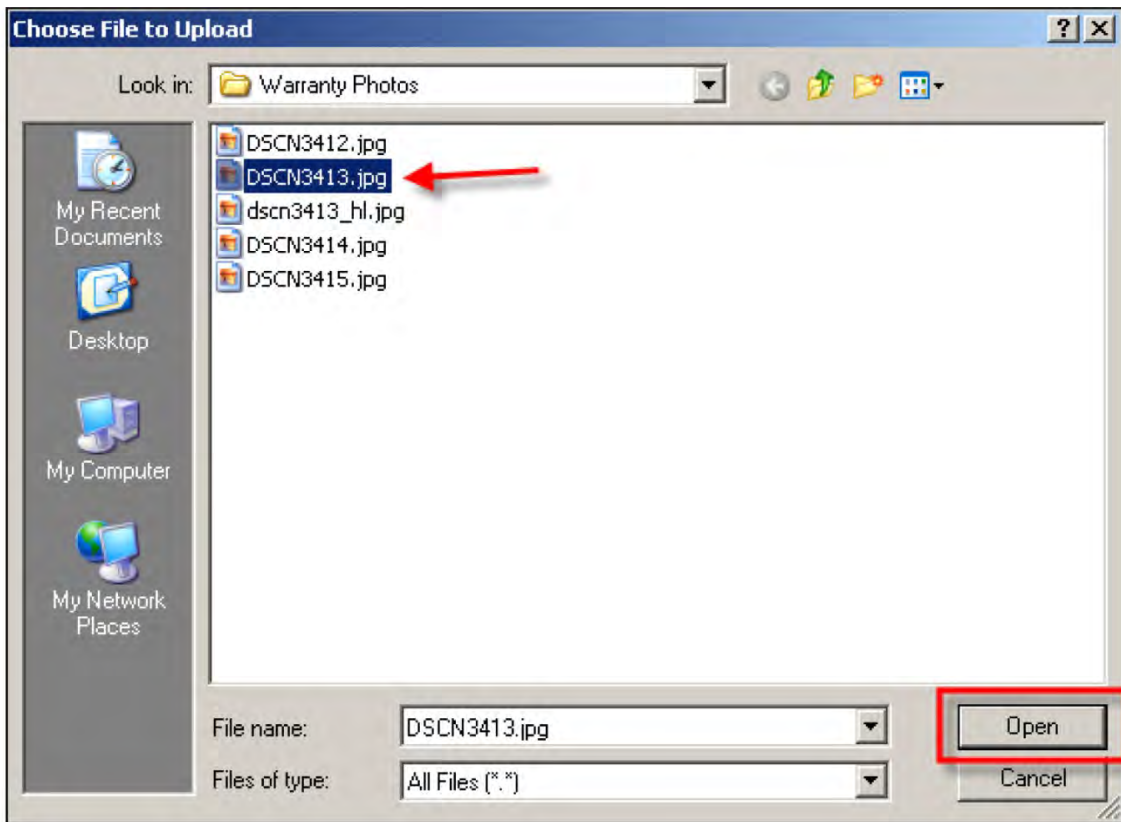 Choose File to Upload
Look in:
Warranty Photos
DSCN3412.jpg
DSCN3413.jpg
dscn3413_hl.jpg
DSCN3414.jpg
DSCN3415.jpg
My Recent
Documents
Desktop
My Computer
My Network
Places
File name:
DSCN3413.jpg
Open
Files of type:
All Files (*.*)
Cancel